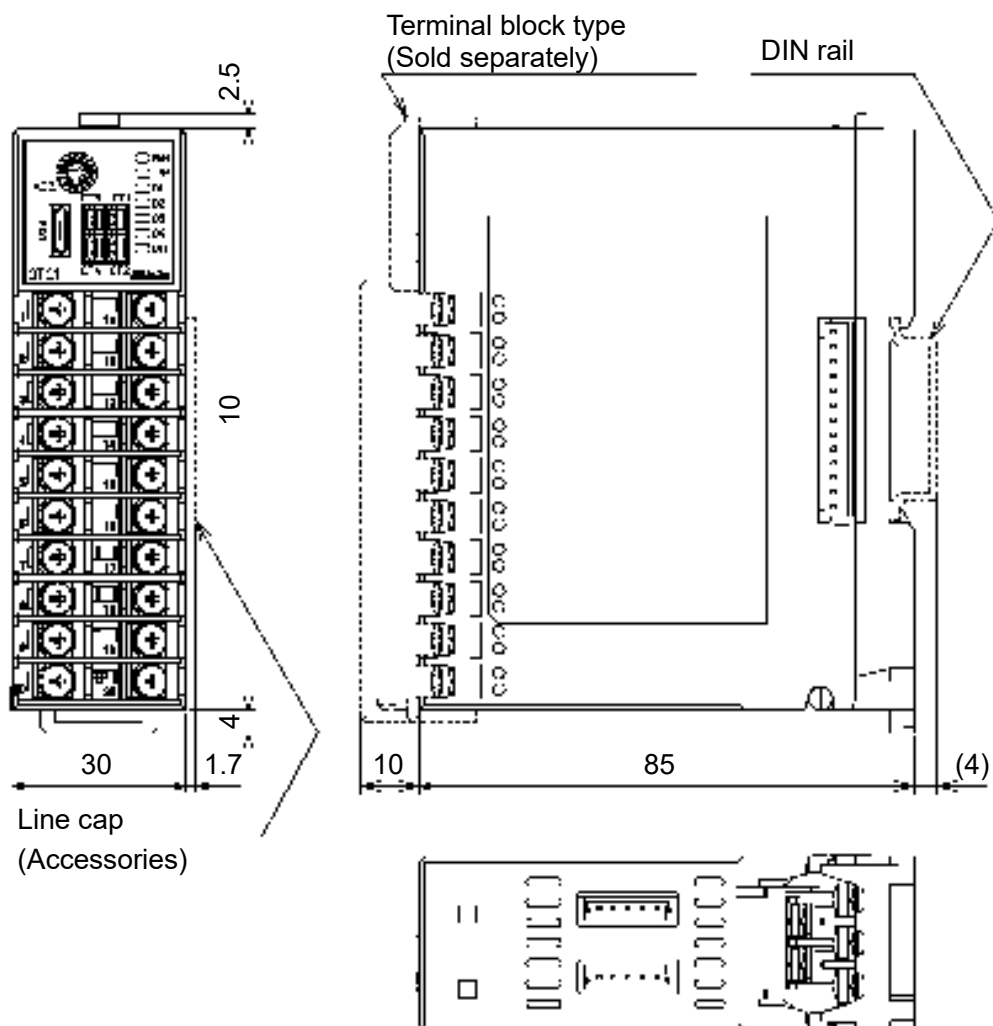 Terminal block type
(Sold separately)
DIN rail
2.5
10
4
30
1.7
10
85
(4)
Line cap
(Accessories)